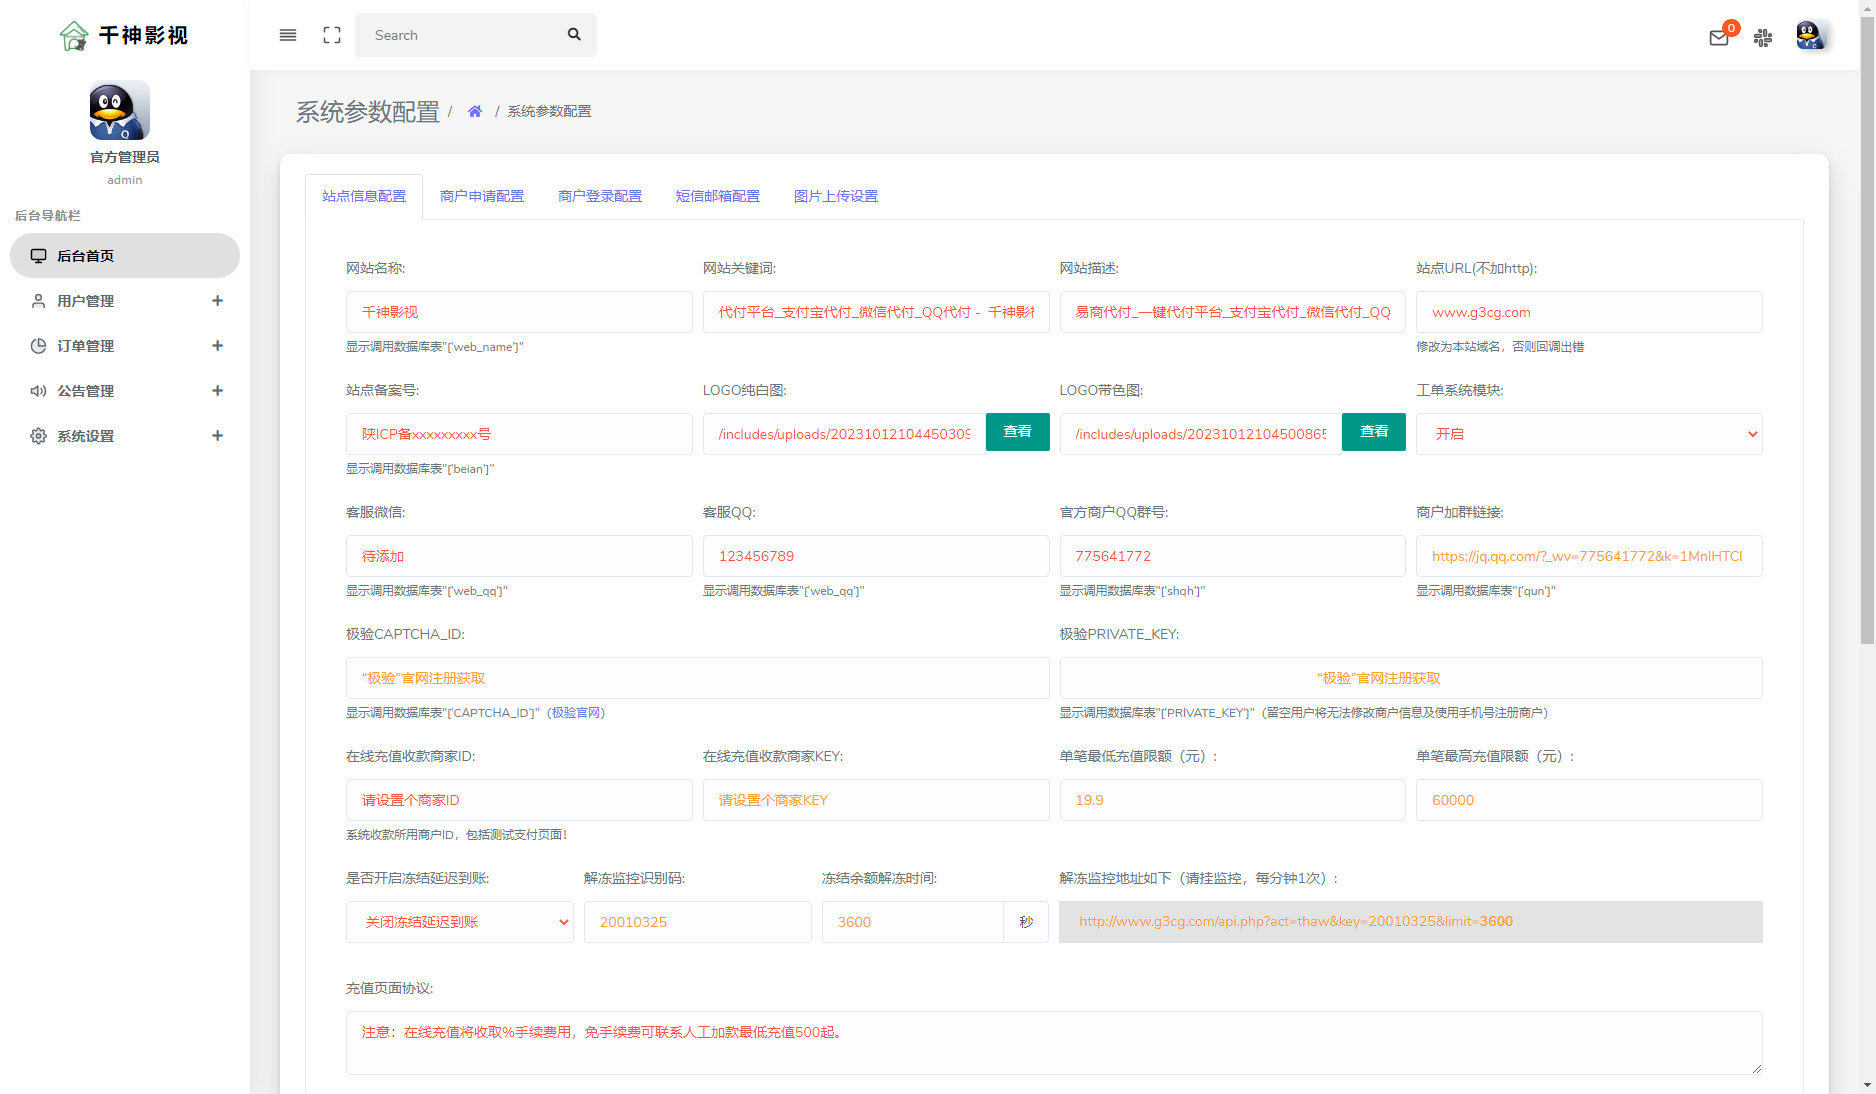 千神影视
Search
0
官方管理员
admin
后台导航栏
后台首页
用户管理
订单管理
公告管理
系统设置
系统参数配置 / / 系统参数配置
站点信息配置 商户申请配置 商户登录配置 短信邮箱配置 图片上传设置
网站名称: 网站关键词: 网站描述: 站点URL(不加http):
千神影视 代付平台_支付宝代付_微信代付_QQ代付 - 千神影视 易商代付_一键代付平台_支付宝代付_微信代付_QQ www.g3cg.com
显示调用数据库表"['web_name']" 修改为本站域名，否则回调出错
站点备案号: LOGO纯白图: LOGO带色图: 工单系统模块:
陕ICP备xxxxxxxxx号 /includes/uploads/20231012104450309 查看 /includes/uploads/20231012104500865 查看 开启
显示调用数据库表"['beian']"
客服微信: 客服QQ: 官方商户QQ群号: 商户加群链接:
待添加 123456789 775641772 https://jq.qq.com/?_wv=775641772&k=1MnIHTCI
显示调用数据库表"['web_qq']" 显示调用数据库表"['web_qq']" 显示调用数据库表"['shqh']" 显示调用数据库表"['qun']"
极验CAPTCHA_ID: 极验PRIVATE_KEY:
“极验”官网注册获取 “极验”官网注册获取
显示调用数据库表"['CAPTCHA_ID']"（极验官网） 显示调用数据库表"['PRIVATE_KEY']"（留空用户将无法修改商户信息及使用手机号注册商户）
在线充值收款商家ID: 在线充值收款商家KEY: 单笔最低充值限额（元）: 单笔最高充值限额（元）:
请设置个商家ID 请设置个商家KEY 19.9 60000
系统收款所用商户ID，包括测试支付页面！
是否开启冻结延迟到账: 解冻监控识别码: 冻结余额解冻时间: 解冻监控地址如下（请挂监控，每分钟1次）:
关闭冻结延迟到账 20010325 3600 秒 http://www.g3cg.com/api.php?act=thaw&key=20010325&limit=3600
充值页面协议:
注意：在线充值将收取%手续费用，免手续费可联系人工加款最低充值500起。